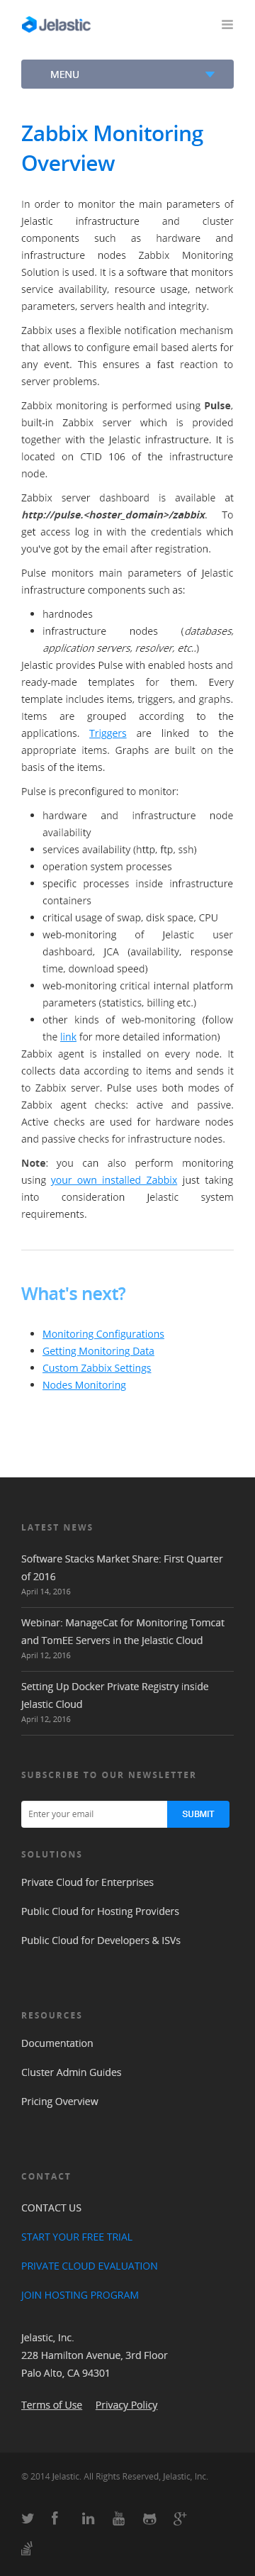 Jelastic
MENU
Zabbix Monitoring
Overview
In order to monitor the main parameters of
Jelastic infrastructure and cluster
components such as hardware and
infrastructure nodes Zabbix Monitoring
Solution is used. It is a software that monitors
service availability, resource usage, network
parameters, servers health and integrity.
Zabbix uses a flexible notification mechanism
that allows to configure email based alerts for
any event. This ensures a fast reaction to
server problems.
Zabbix monitoring is performed using Pulse,
built-in Zabbix server which is provided
together with the Jelastic infrastructure. It is
located on CTID 106 of the infrastructure
node.
Zabbix server dashboard is available at
http://pulse.<hoster_domain>/zabbix. To
get access log in with the credentials which
you've got by the email after registration.
Pulse monitors main parameters of Jelastic
infrastructure components such as:
• hardnodes
• infrastructure nodes (databases,
application servers, resolver, etc..)
Jelastic provides Pulse with enabled hosts and
ready-made templates for them. Every
template includes items, triggers, and graphs.
Items are grouped according to the
applications. Triggers are linked to the
appropriate items. Graphs are built on the
basis of the items.
Pulse is preconfigured to monitor:
• hardware and infrastructure node
availability
• services availability (http, ftp, ssh)
• operation system processes
• specific processes inside infrastructure
containers
• critical usage of swap, disk space, CPU
• web-monitoring of Jelastic user
dashboard, JCA (availability, response
time, download speed)
• web-monitoring critical internal platform
parameters (statistics, billing etc.)
• other kinds of web-monitoring (follow
the link for more detailed information)
Zabbix agent is installed on every node. It
collects data according to items and sends it
to Zabbix server. Pulse uses both modes of
Zabbix agent checks: active and passive.
Active checks are used for hardware nodes
and passive checks for infrastructure nodes.
Note: you can also perform monitoring
using your own installed Zabbix just taking
into consideration Jelastic system
requirements.
What's next?
• Monitoring Configurations
• Getting Monitoring Data
• Custom Zabbix Settings
• Nodes Monitoring
LATEST NEWS
Software Stacks Market Share: First Quarter
of 2016
April 14, 2016
Webinar: ManageCat for Monitoring Tomcat
and TomEE Servers in the Jelastic Cloud
April 12, 2016
Setting Up Docker Private Registry inside
Jelastic Cloud
April 12, 2016
SUBSCRIBE TO OUR NEWSLETTER
Enter your email SUBMIT
SOLUTIONS
Private Cloud for Enterprises
Public Cloud for Hosting Providers
Public Cloud for Developers & ISVs
RESOURCES
Documentation
Cluster Admin Guides
Pricing Overview
CONTACT
CONTACT US
START YOUR FREE TRIAL
PRIVATE CLOUD EVALUATION
JOIN HOSTING PROGRAM
Jelastic, Inc.
228 Hamilton Avenue, 3rd Floor
Palo Alto, CA 94301
Terms of Use Privacy Policy
© 2014 Jelastic. All Rights Reserved, Jelastic, Inc.